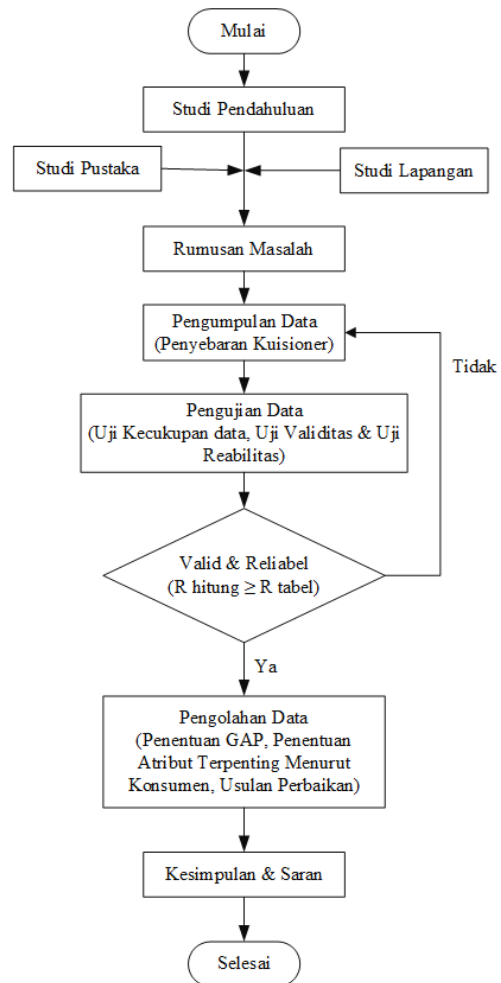 Mulai
Studi Pendahuluan
Studi Pustaka
Studi Lapangan
Rumusan Masalah
Pengumpulan Data
(Penyebaran Kuisioner)
Tidak
Pengujian Data
(Uji Kecukupan data, Uji Validitas & Uji
Reabilitas)
Valid & Reliabel
(R hitung ≥ R tabel)
Ya
Pengolahan Data
(Penentuan GAP, Penentuan
Atribut Terpenting Menurut
Konsumen, Usulan Perbaikan)
Kesimpulan & Saran
Selesai